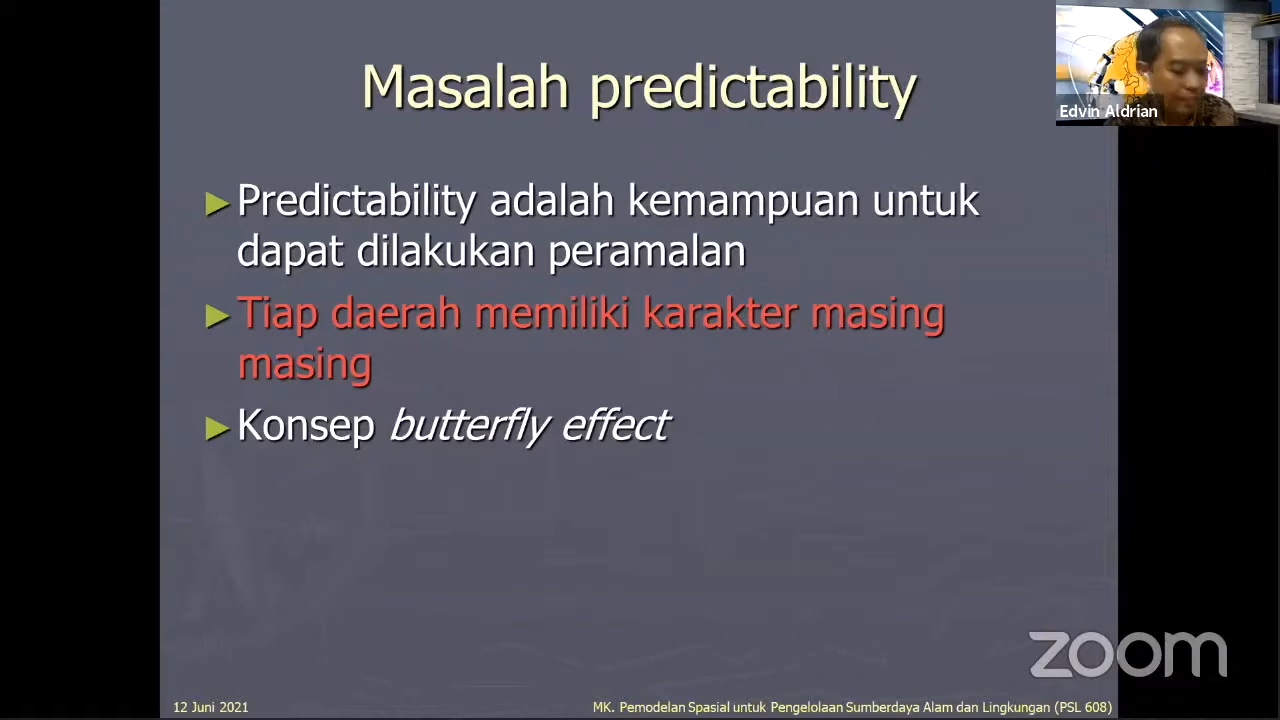 Masalah predictability
Edvin Aldrian
►Predictability adalah kemampuan untuk
dapat dilakukan peramalan
►Tiap daerah memiliki karakter masing
masing
►Konsep butterfly effect
zoom
12 Juni 2021
MK. Pemodelan Spasial untuk Pengelolaan Sumberdaya Alam dan Lingkungan (PSL 608)